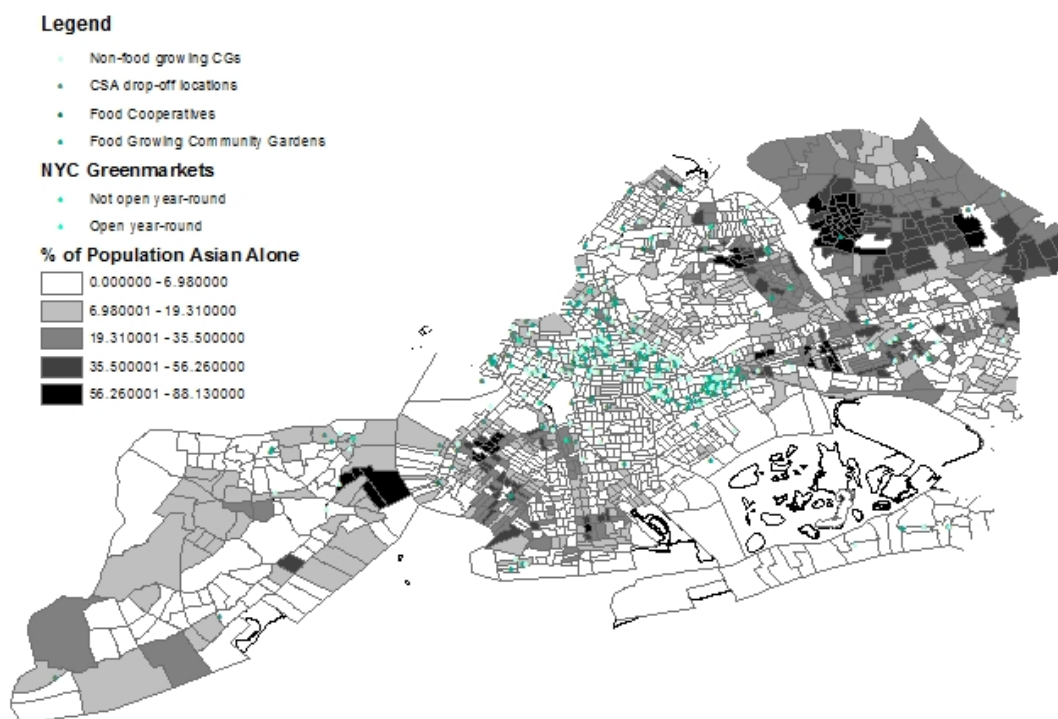 Legend
Non-food growing CGs
CSA drop-off locations
Food Cooperatives
Food Growing Community Gardens
NYC Greenmarkets
Not open year-round
Open year-round
% of Population Asian Alone
0.000000 - 6.980000
6.980001 - 19.310000
19.310001 - 35.500000
35.500001 - 56.260000
56.260001 - 88.130000